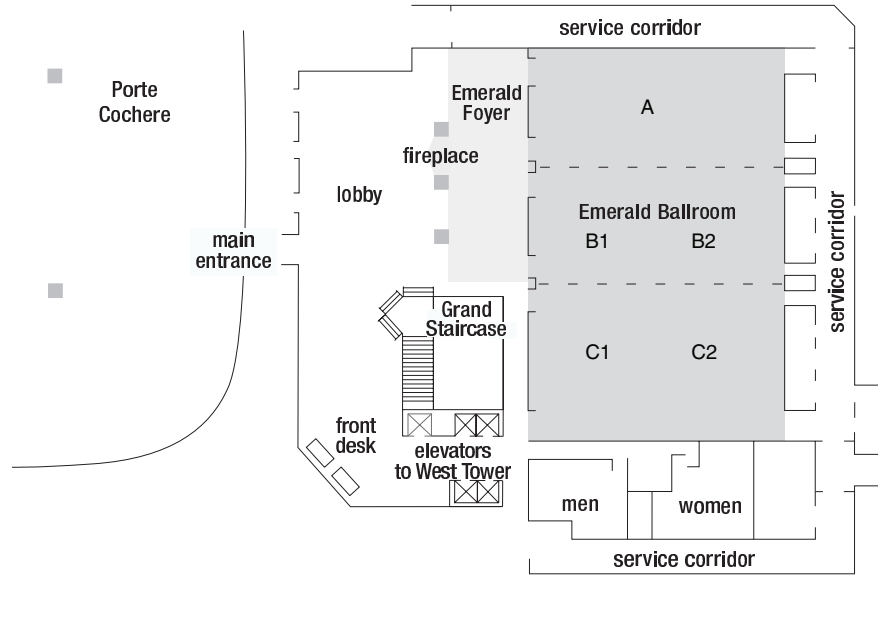 service corridor
Porte
Cochere
Emerald
Foyer
A
fireplace
lobby
Emerald Ballroom
B1 B2
main
entrance
service corridor
Grand
Staircase
C1 C2
front
desk
elevators
to West Tower
men
women
service corridor